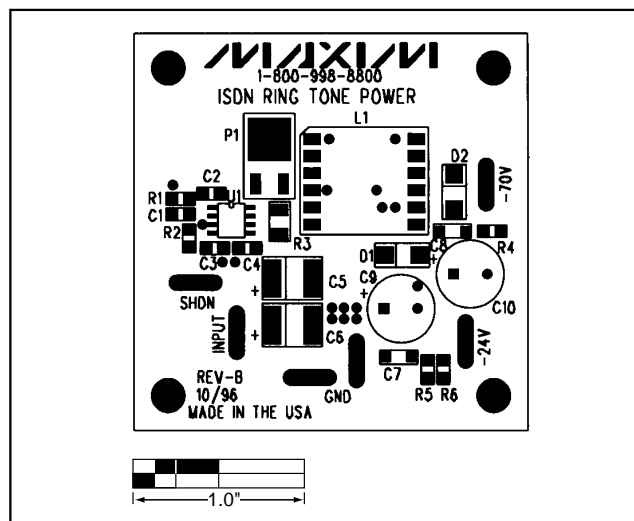 MAXIM
1-800-998-8800
ISDN RING TONE POWER
P1
L1
D2
-70V
C2
U1
R1
C1
R2
R3
C3
C4
D1
C8
+
R4
C5
+
C9
+
C10
SHDN
INPUT
C6
+
-24V
C7
GND
R5
R6
REV-B
10/96
MADE IN THE USA
1.0"